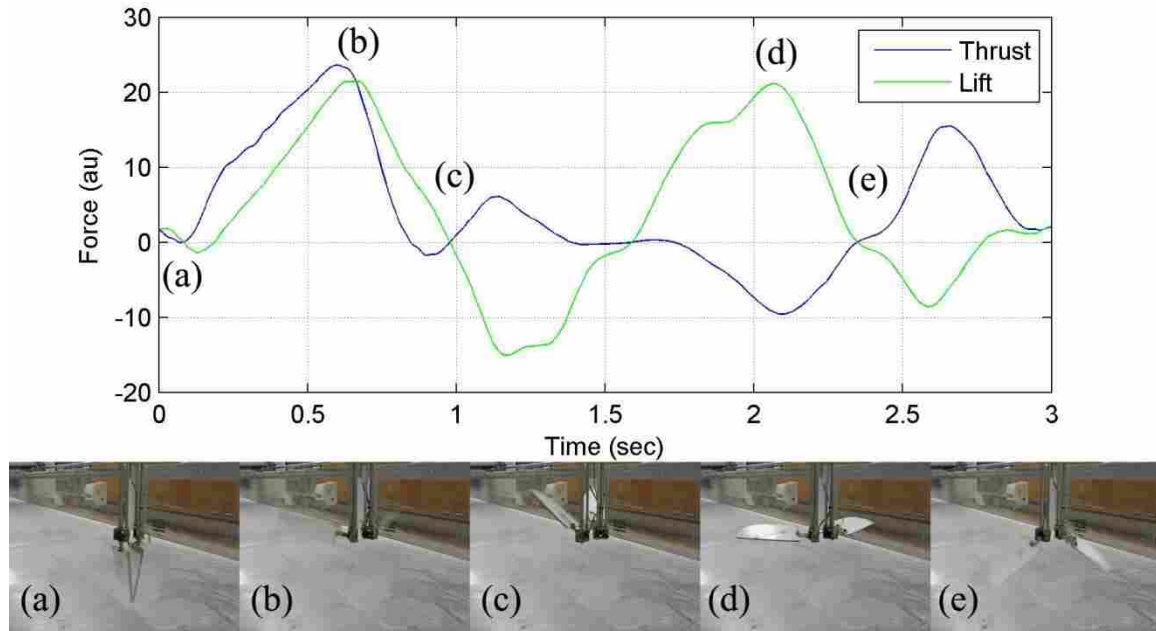 30
20
10
0
-10
-20
Force (au)
(a)
(b)
(c)
(d)
(e)
Thrust
Lift
0
0.5
1
1.5
2
2.5
3
Time (sec)
(a)
(b)
(c)
(d)
(e)